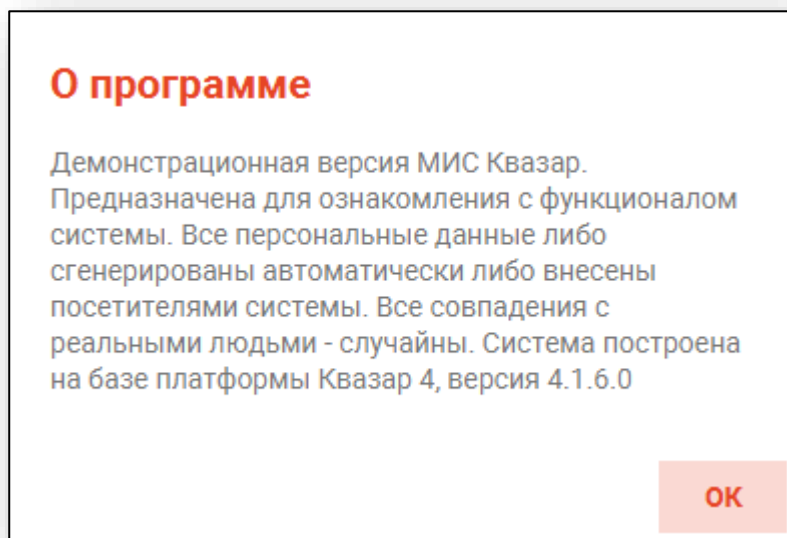 О программе
Демонстрационная версия МИС Квазар.
Предназначена для ознакомления с функционалом
системы. Все персональные данные либо
сгенерированы автоматически либо внесены
посетителями системы. Все совпадения с
реальными людьми - случайны. Система построена
на базе платформы Квазар 4, версия 4.1.6.0
ОК